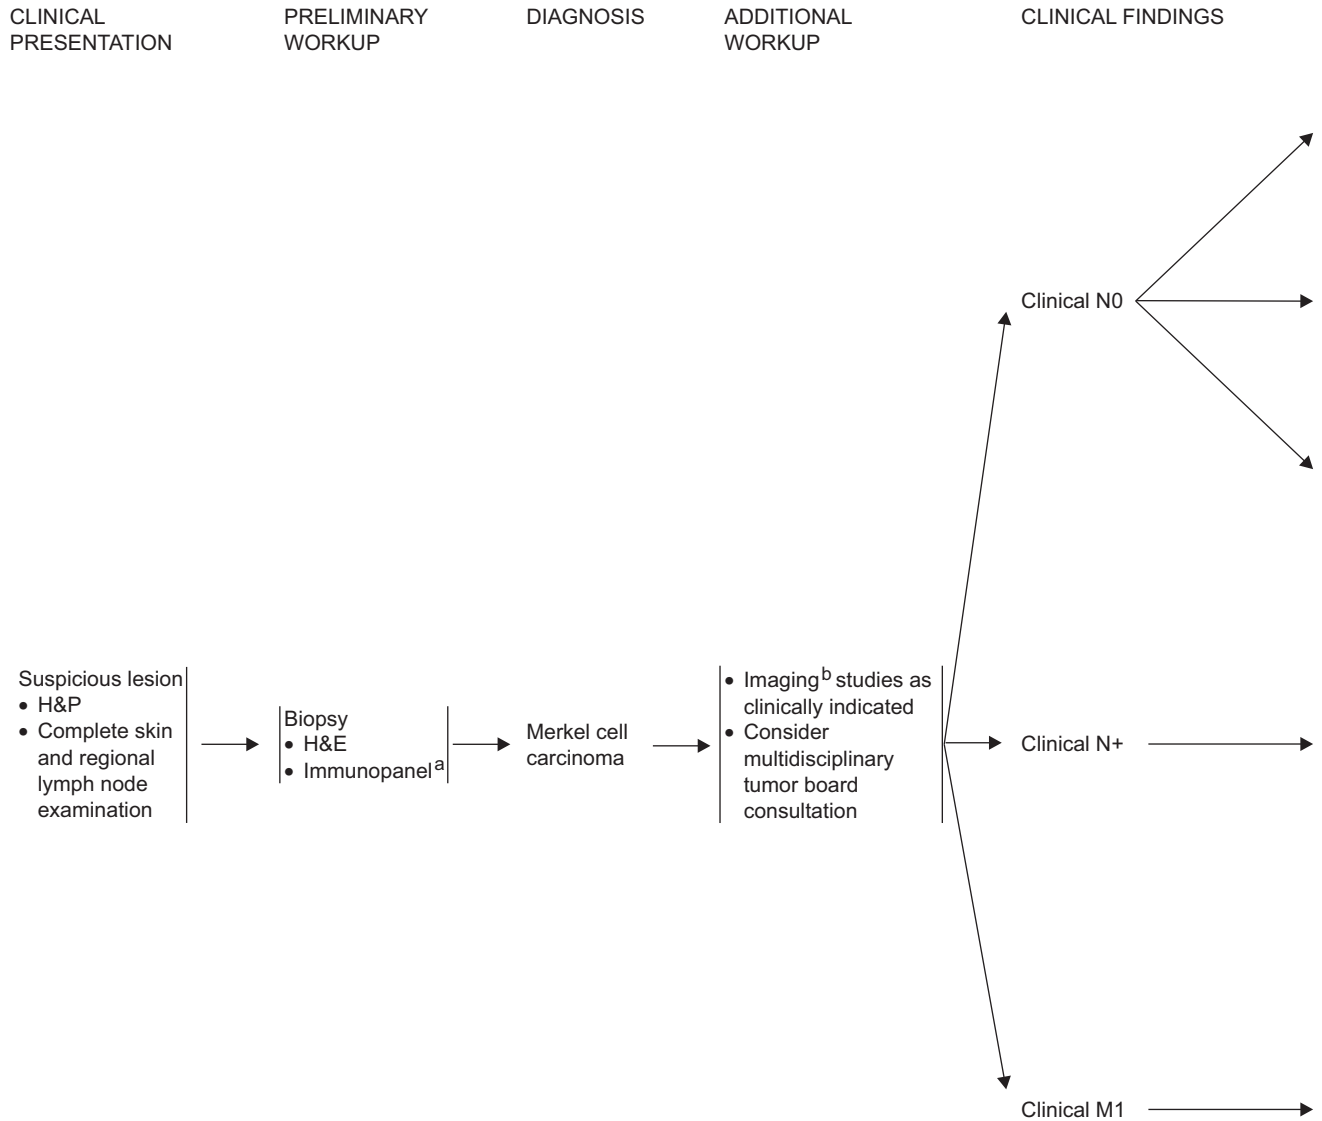 CLINICAL
PRESENTATION
PRELIMINARY
WORKUP
DIAGNOSIS
ADDITIONAL
WORKUP
CLINICAL FINDINGS
Suspicious lesion
• H&P
• Complete skin
and regional
lymph node
examination
Biopsy
• H&E
• Immunopanel a
Merkel cell
carcinoma
• Imaging b studies as
clinically indicated
• Consider
multidisciplinary
tumor board
consultation
Clinical N0
Clinical N+
Clinical M1